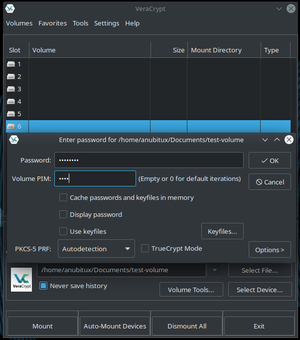 VeraCrypt
Volumes Favorites Tools Settings Help
Slot Volume Size Mount Directory Type
1
2
3
4
5
6
Enter password for /home/anubitux/Documents/test-volume
Password: •••••••• OK
Volume PIM: •••• (Empty or 0 for default iterations) Cancel
Cache passwords and keyfiles in memory
Display password
Use keyfiles Keyfiles...
PKCS-5 PRF: Autodetection TrueCrypt Mode Options >
/home/anubitux/Documents/test-volume Select File...
VeraCrypt Never save history
Volume Tools... Select Device...
Mount Auto-Mount Devices Dismount All Exit